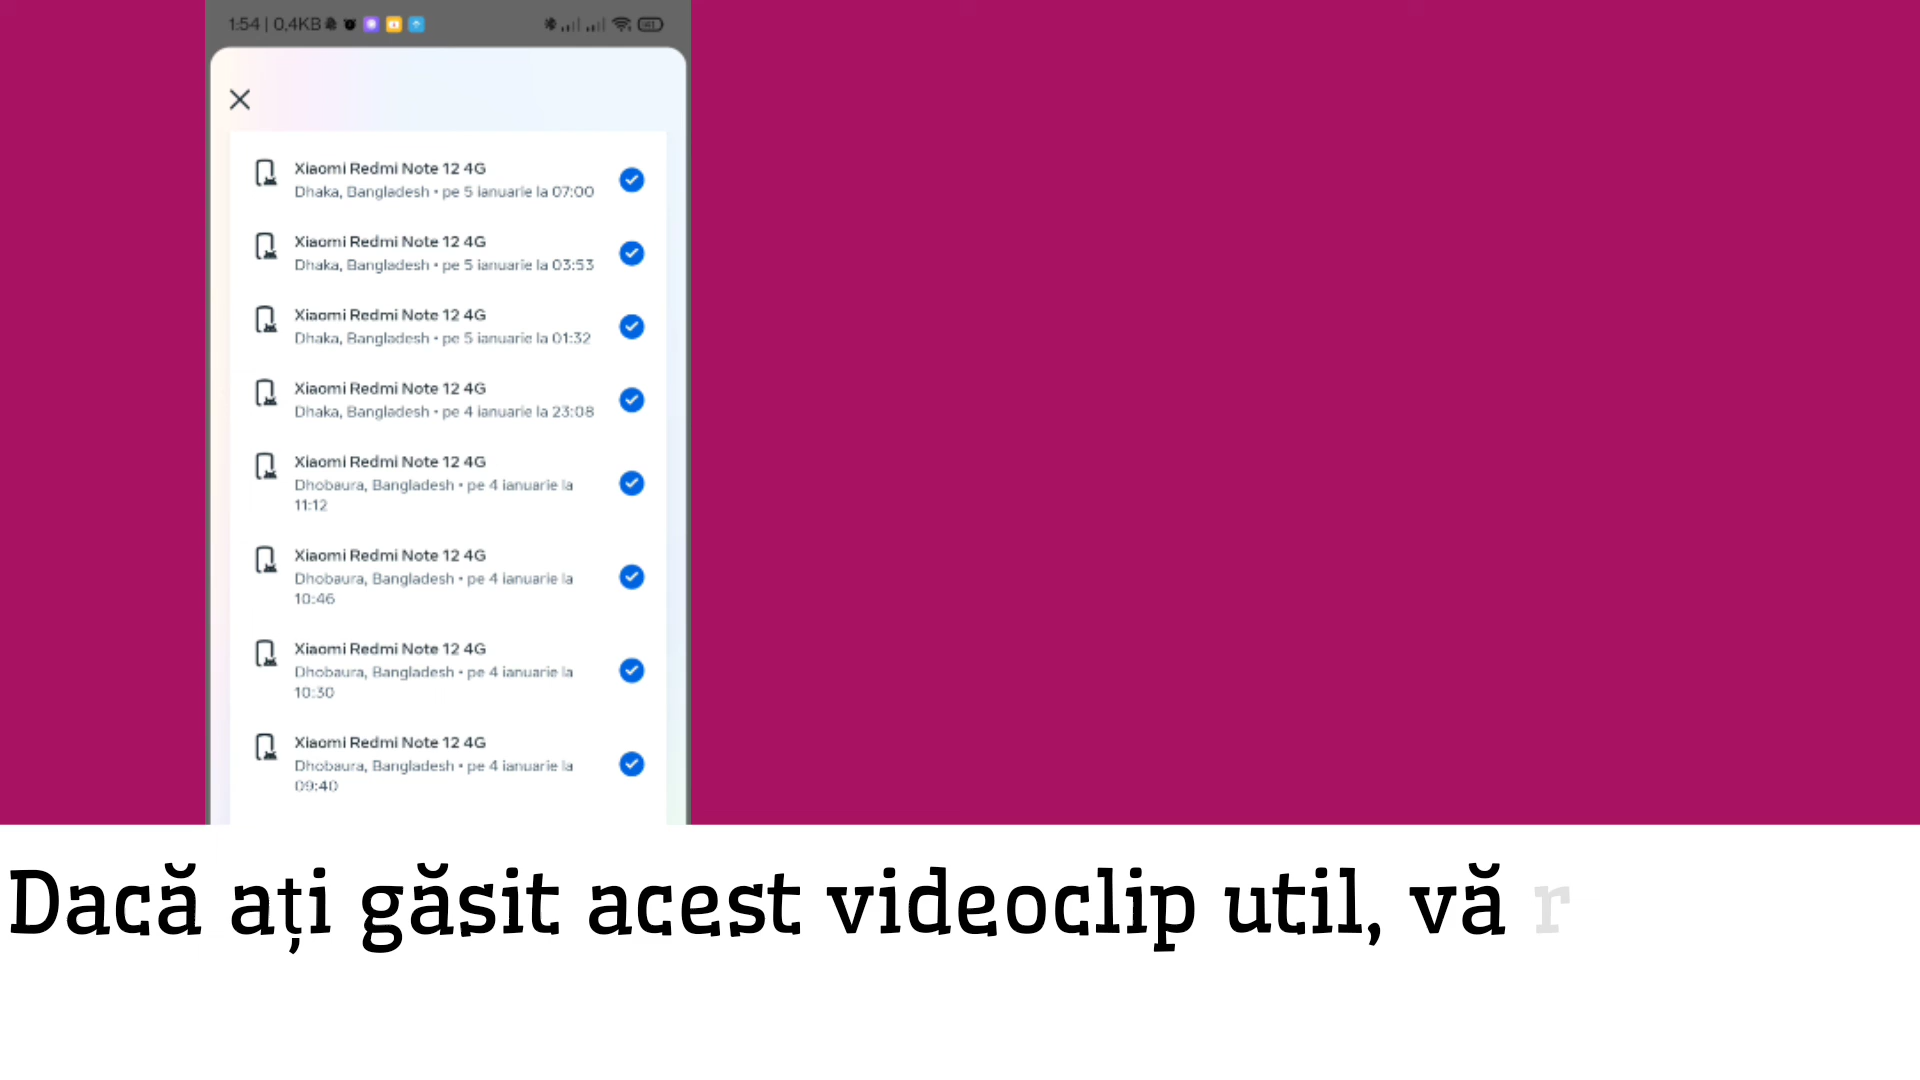 1:54 | 0,4KB
Xiaomi Redmi Note 12 4G
Dhaka, Bangladesh • pe 5 ianuarie la 07:00
Xiaomi Redmi Note 12 4G
Dhaka, Bangladesh • pe 5 ianuarie la 03:53
Xiaomi Redmi Note 12 4G
Dhaka, Bangladesh • pe 5 ianuarie la 01:32
Xiaomi Redmi Note 12 4G
Dhaka, Bangladesh • pe 4 ianuarie la 23:08
Xiaomi Redmi Note 12 4G
Dhobaura, Bangladesh • pe 4 ianuarie la
11:12
Xiaomi Redmi Note 12 4G
Dhobaura, Bangladesh • pe 4 ianuarie la
10:46
Xiaomi Redmi Note 12 4G
Dhobaura, Bangladesh • pe 4 ianuarie la
10:30
Xiaomi Redmi Note 12 4G
Dhobaura, Bangladesh • pe 4 ianuarie la
09:40
Dacă ați găsit acest videoclip util, vă r